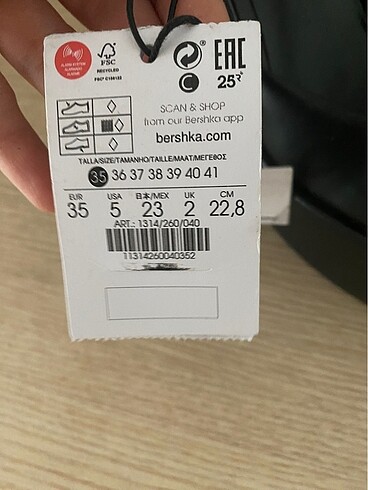 ALARM SYSTEM
FSC
RECYCLED
EAC
C 25
SCAN & SHOP
from our Bershka app
bershka.com
TALLA/SIZE/TAMANHO/TAILLE/MAAT/ΜΕΓΕΘΟΣ
35 36 37 38 39 40 41
EUR USA 日本/MEX UK CM
35 5 23 2 22,8
ART.: 1314/260/040
11314260040352